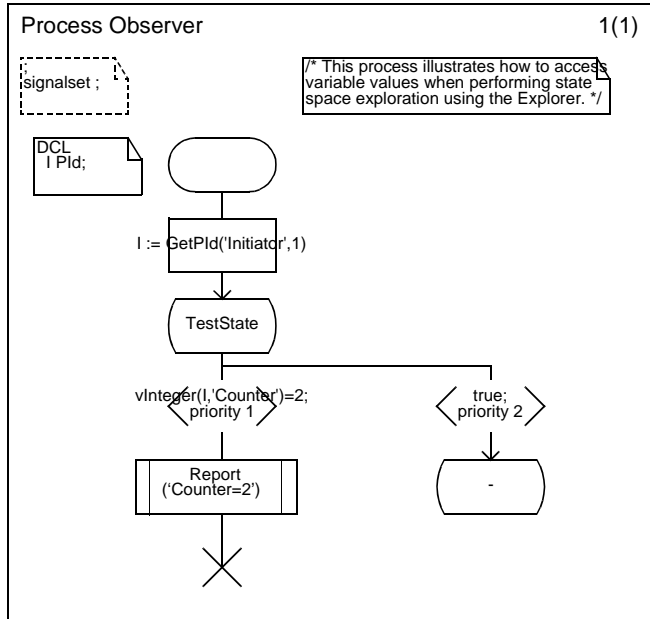 Process Observer 1(1)
;
signalset ;
/* This process illustrates how to access
variable values when performing state
space exploration using the Explorer. */
DCL
I PId;
I := GetPId('Initiator',1)
TestState
vInteger(I,'Counter')=2;
priority 1
true;
priority 2
Report
(‘Counter=2’)
-